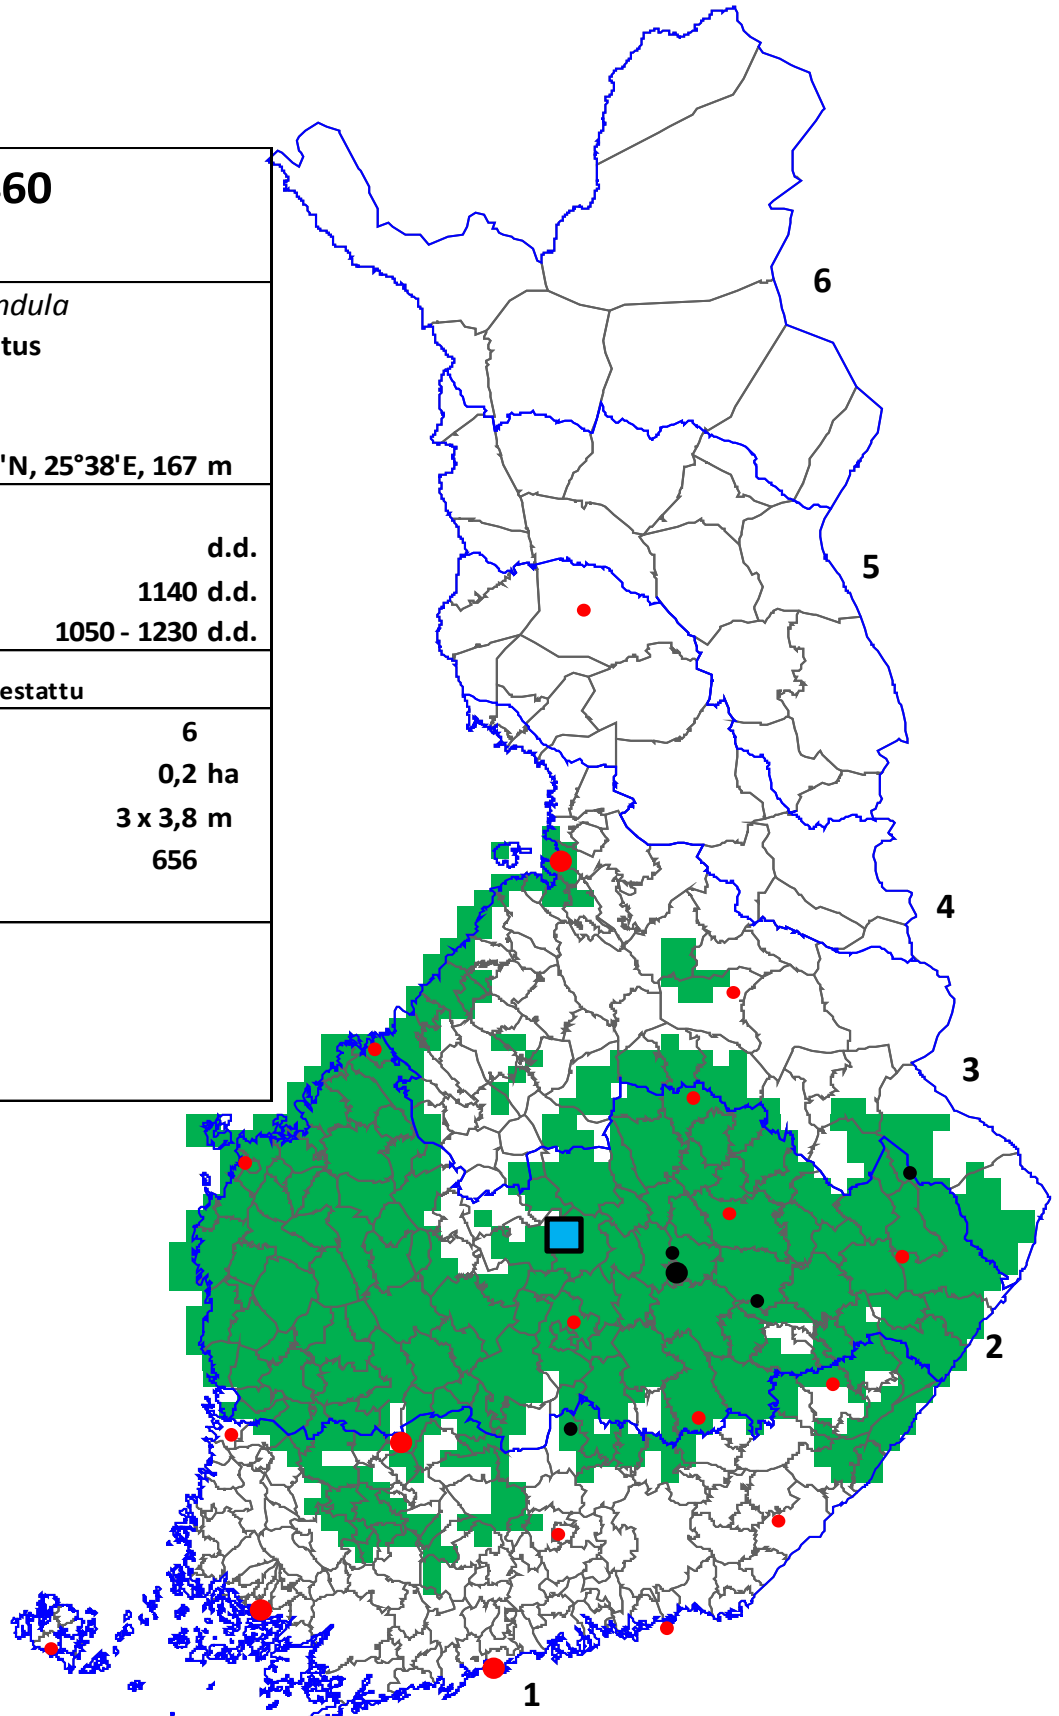 60
ndula
tus
'N, 25°38'E, 167 m
d.d.
1140 d.d.
1050 - 1230 d.d.
estattu
6
0,2 ha
3 x 3,8 m
656
6
5
4
3
2
1